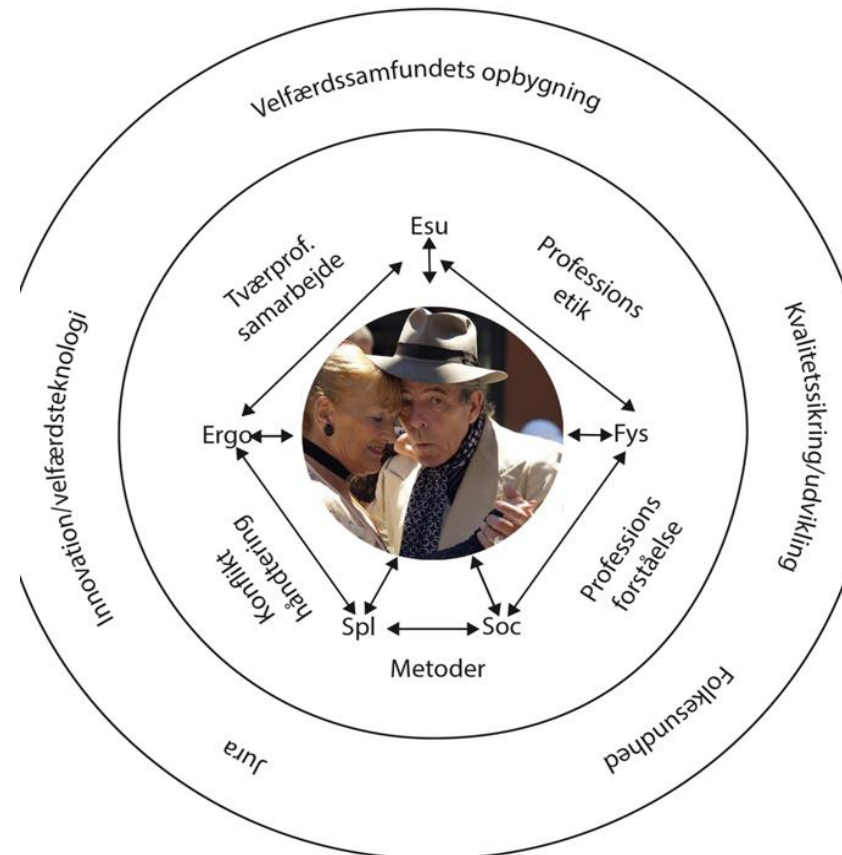 Velfærdssamfundets opbygning
Esu
Tværprof.
samarbejde
Professions
etik
Innovation/velfærdsteknologi
Kvalitetssikring/udvikling
Ergo
Fys
Konflikt
håndtering
Professions
forståelse
Spl
Soc
Metoder
Jura
Folkesundhed